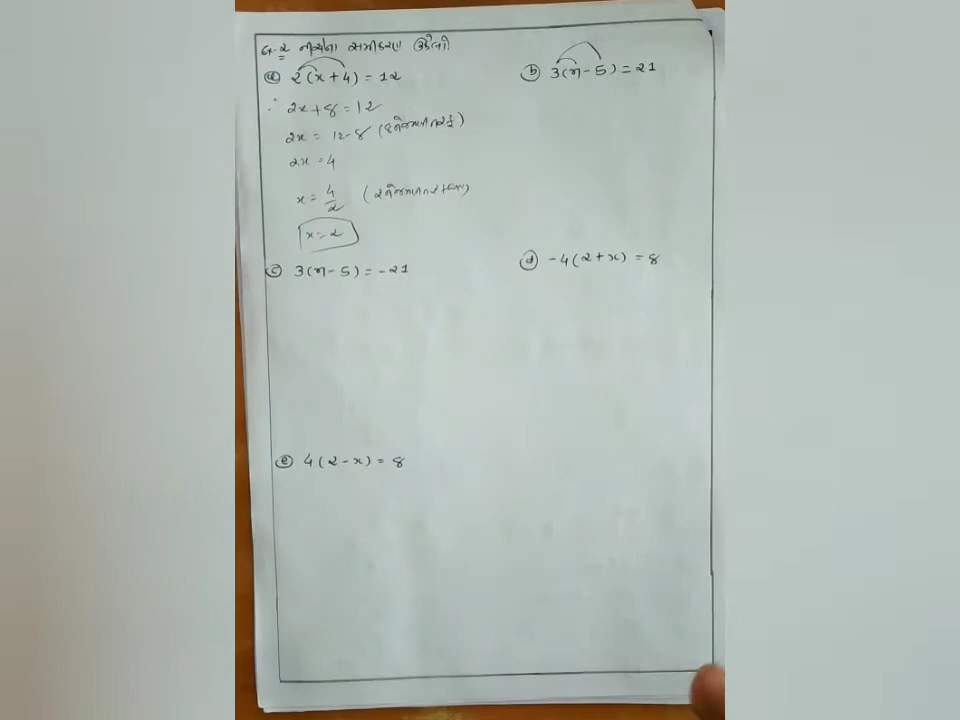 પ્ર-2 નીચેના સમીકરણ ઉકેલો
(a) 2(x+4) = 12
∴ 2x+8 = 12
2x = 12-8
2x = 4
x = 4/2
x = 2
(b) 3(n-5) = 21
(c) 3(n-5) = -21
(d) -4(2+x) = 8
(e) 4(2-x) = 8